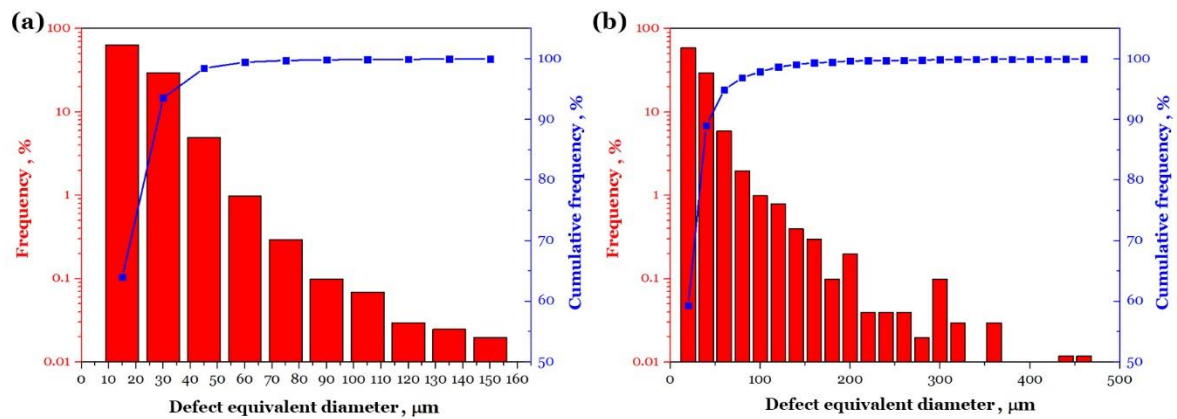 (a)
100
10
1
0.1
0.01
Frequency , %
100
90
80
70
60
50
Cumulative frequency , %
0 10 20 30 40 50 60 70 80 90 100 110 120 130 140 150 160
Defect equivalent diameter , μm
(b)
100
10
1
0.1
0.01
Frequency , %
100
90
80
70
60
50
Cumulative frequency , %
0 100 200 300 400 500
Defect equivalent diameter , μm